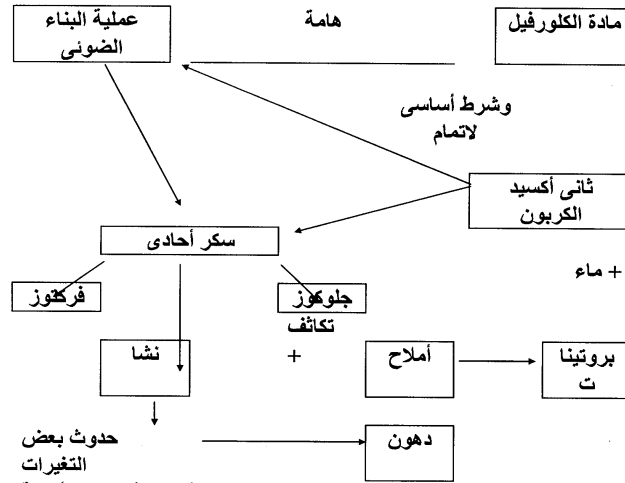 مادة الكلورفيل
هامة
عملية البناء
الضوئى
وشرط أساسى
لاتمام
ثانى أكسيد
الكربون
+ ماء
سكر أحادى
جلوكوز
فركتوز
تكاثف
نشا
+
أملاح
بروتينا
ت
حدوث بعض
التغيرات
دهون